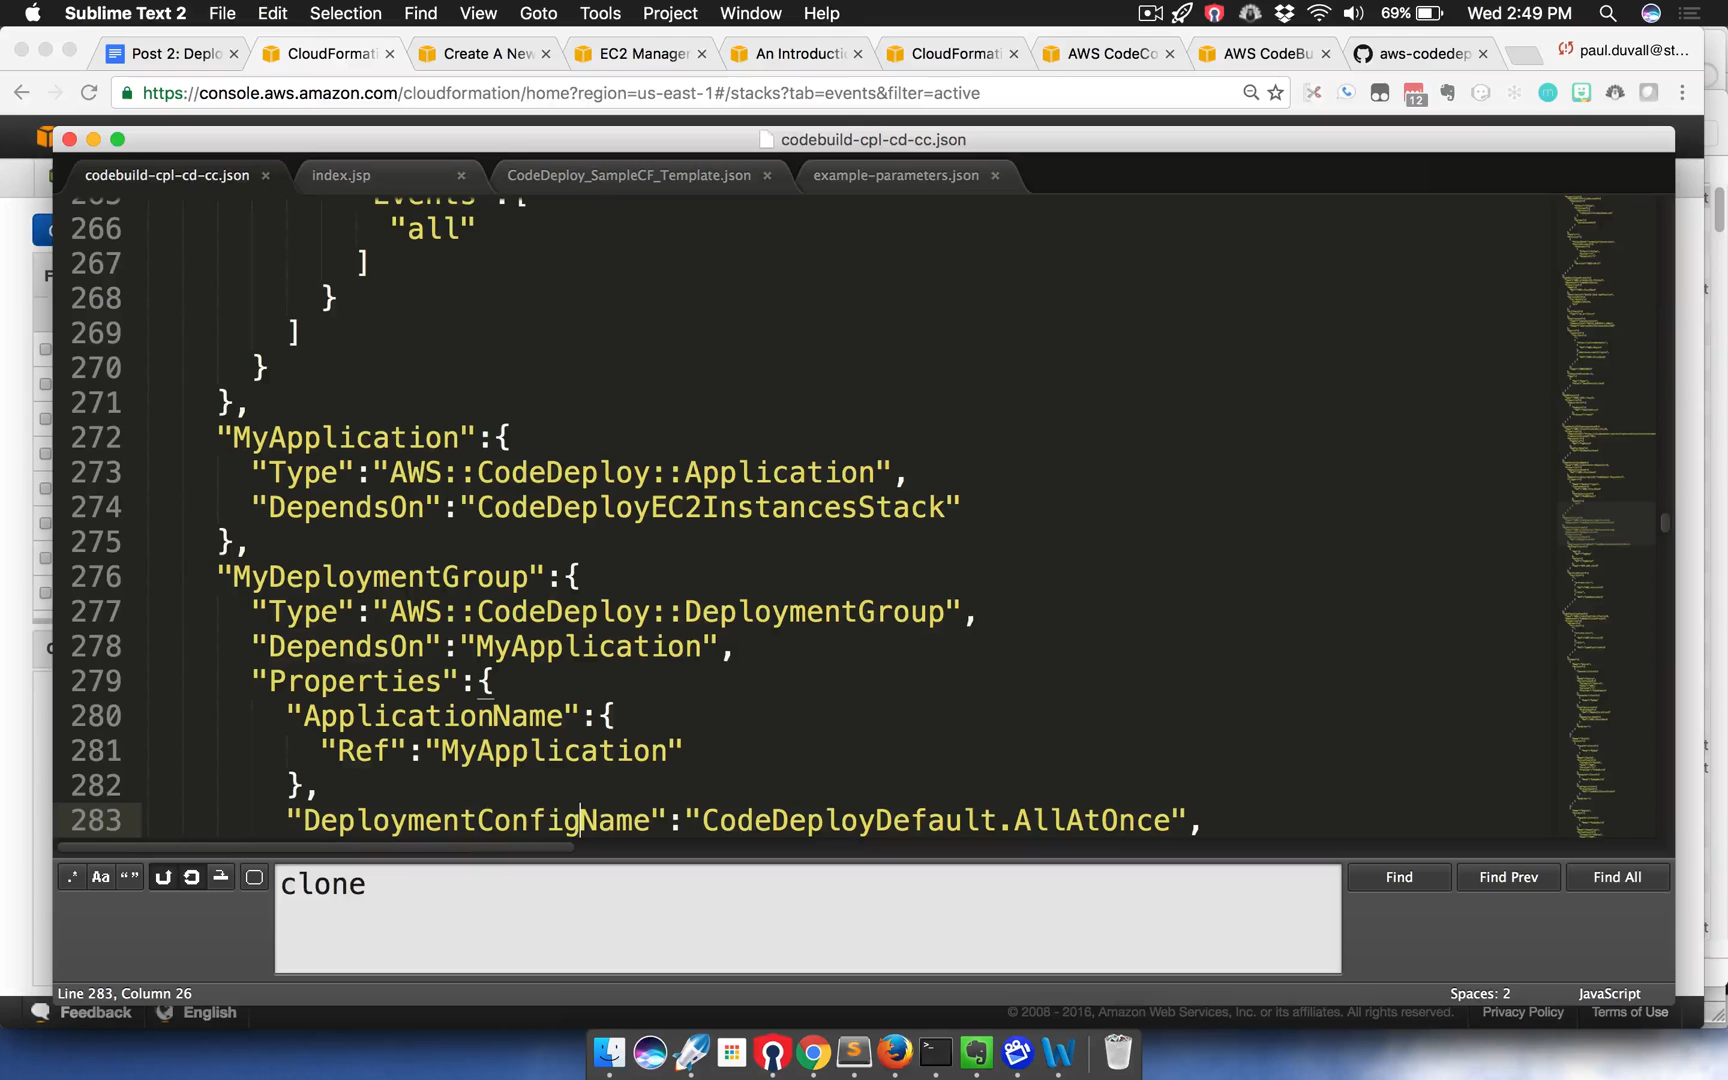 Sublime Text 2 File Edit Selection Find View Goto Tools Project Window Help 69% Wed 2:49 PM
Post 2: Deplo × CloudFormati × Create A New × EC2 Manager × An Introducti × CloudFormati × AWS CodeCo × AWS CodeBu × aws-codedep × paul.duvall@st...
https://console.aws.amazon.com/cloudformation/home?region=us-east-1#/stacks?tab=events&filter=active 12
codebuild-cpl-cd-cc.json
codebuild-cpl-cd-cc.json × index.jsp × CodeDeploy_SampleCF_Template.json × example-parameters.json ×
265 "Events":[
266 "all"
267 ]
268 }
269 ]
270 }
271 },
272 "MyApplication":{
273 "Type":"AWS::CodeDeploy::Application",
274 "DependsOn":"CodeDeployEC2InstancesStack"
275 },
276 "MyDeploymentGroup":{
277 "Type":"AWS::CodeDeploy::DeploymentGroup",
278 "DependsOn":"MyApplication",
279 "Properties":{
280 "ApplicationName":{
281 "Ref":"MyApplication"
282 },
283 "DeploymentConfigName":"CodeDeployDefault.AllAtOnce",
.* Aa “” clone Find Find Prev Find All
Line 283, Column 26 Spaces: 2 JavaScript
Feedback English © 2008 - 2016, Amazon Web Services, Inc. or its affiliates. All rights reserved. Privacy Policy Terms of Use